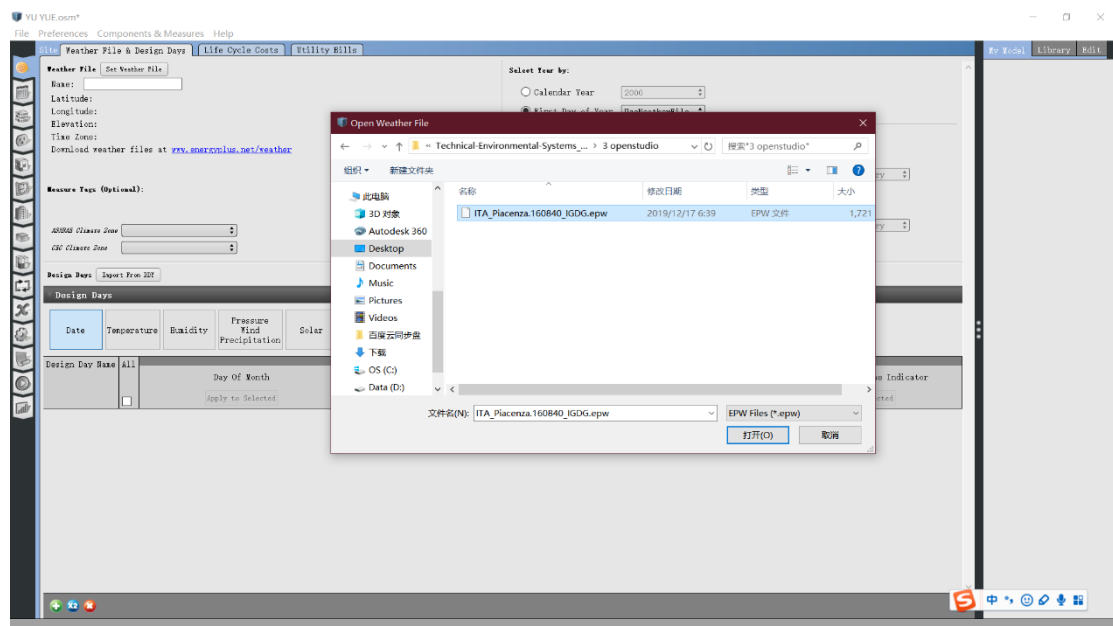 YU YUE.osm*
File Preferences Components & Measures Help
Site Weather File & Design Days Life Cycle Costs Utility Bills
My Model Library Edit
Weather File Set Weather File
Name:
Latitude:
Longitude:
Elevation:
Time Zone:
Download weather files at www.energyplus.net/weather
Measure Tags (Optional):
ASHRAE Climate Zone
CEC Climate Zone
Design Days Import From DDY
Design Days
Date Temperature Humidity Pressure Wind Precipitation Solar
Design Day Name All
Day Of Month
Apply to Selected
Select Year by:
Calendar Year 2000
First Day of Year UseWeatherFile
Indicator
Open Weather File
« Technical-Environmental-Systems_... > 3 openstudio
搜索"3 openstudio"
组织 新建文件夹
名称 修改日期 类型 大小
ITA_Piacenza.160840_IGDG.epw 2019/12/17 6:39 EPW 文件 1,721
此电脑
3D 对象
Autodesk 360
Desktop
Documents
Music
Pictures
Videos
百度云同步盘
下载
OS (C:)
Data (D:)
文件名(N): ITA_Piacenza.160840_IGDG.epw EPW Files (*.epw)
打开(O) 取消
中